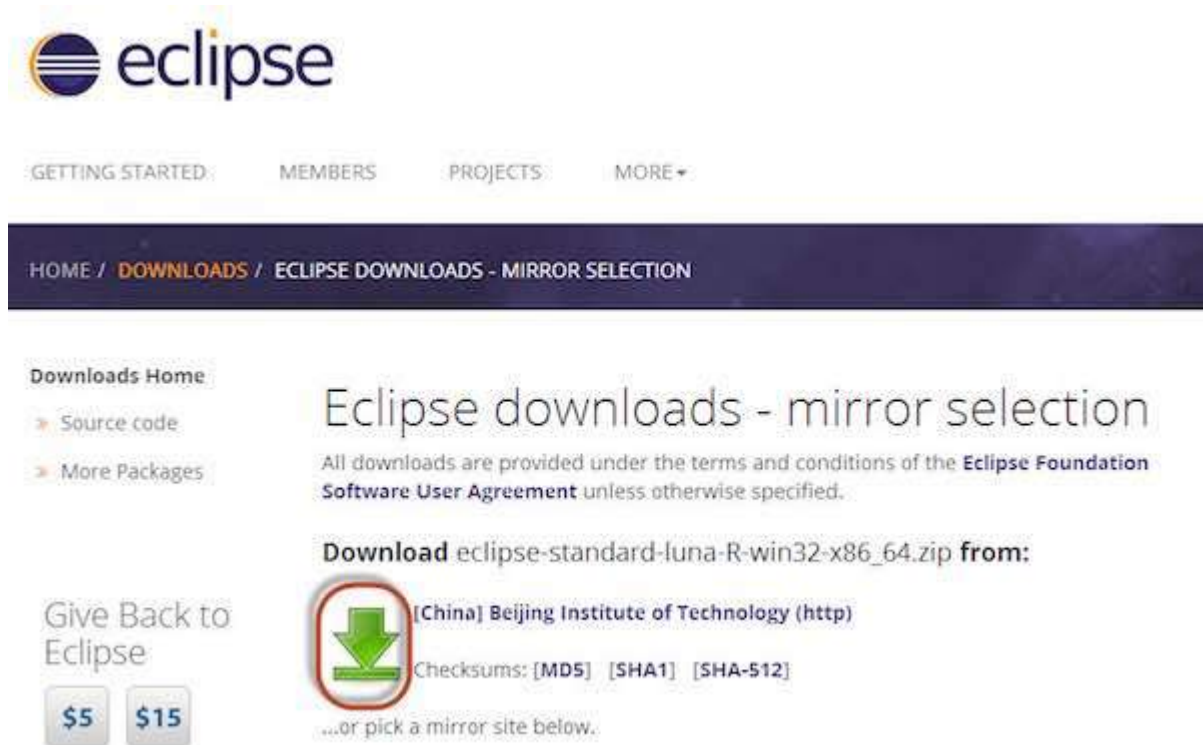 eclipse
GETTING STARTED MEMBERS PROJECTS MORE
HOME / DOWNLOADS / ECLIPSE DOWNLOADS - MIRROR SELECTION
Downloads Home
» Source code
» More Packages
Give Back to
Eclipse
$5 $15
Eclipse downloads - mirror selection
All downloads are provided under the terms and conditions of the Eclipse Foundation
Software User Agreement unless otherwise specified.
Download eclipse-standard-luna-R-win32-x86_64.zip from:
[China] Beijing Institute of Technology (http)
Checksums: [MD5] [SHA1] [SHA-512]
...or pick a mirror site below.